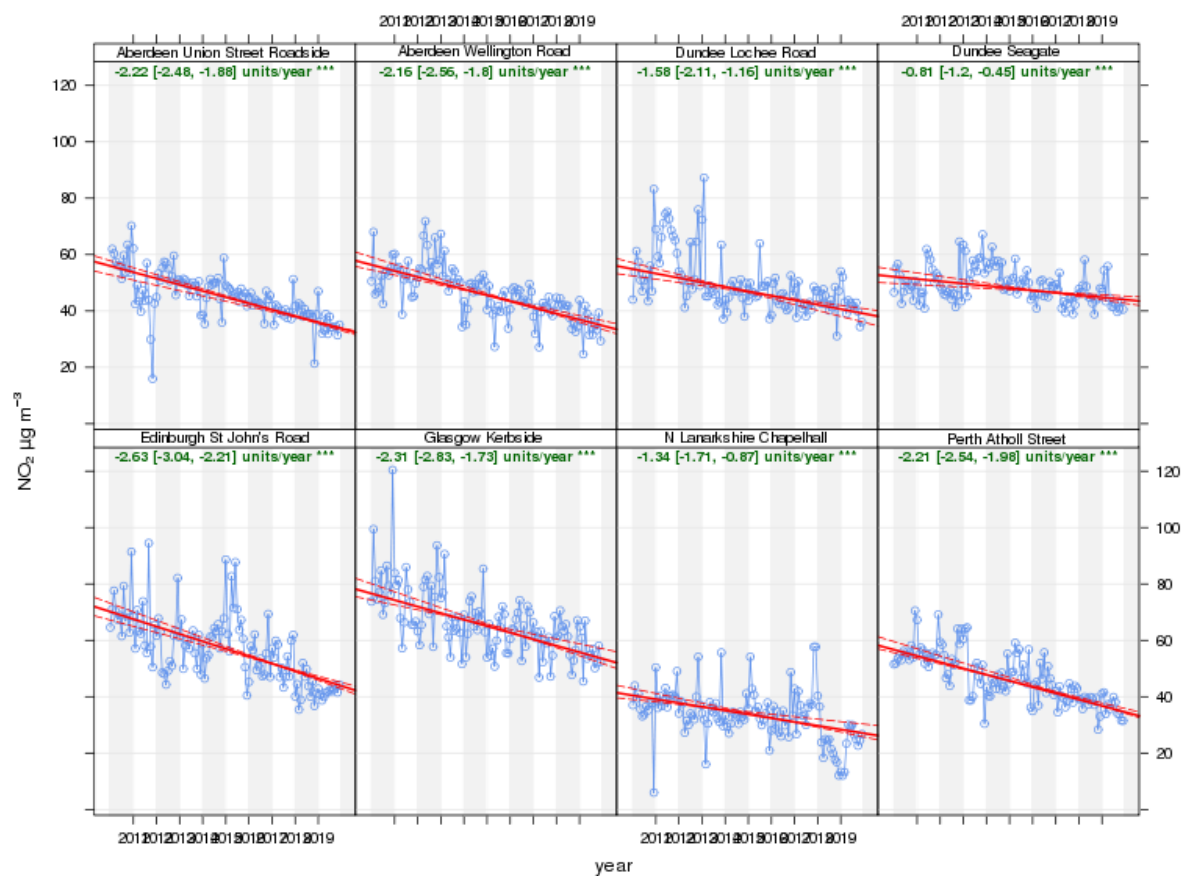 2011 2012 2013 2014 2015 2016 2017 2018 2019 2011 2012 2013 2014 2015 2016 2017 2018 2019
Aberdeen Union Street Roadside Aberdeen Wellington Road Dundee Lochee Road Dundee Seagate
-2.22 [-2.48, -1.88] units/year *** -2.16 [-2.56, -1.8] units/year *** -1.58 [-2.11, -1.16] units/year *** -0.81 [-1.2, -0.45] units/year ***
120
100
80
60
40
20
NO₂ µg m⁻³
Edinburgh St John's Road Glasgow Kerbside N Lanarkshire Chapelhall Perth Atholl Street
-2.63 [-3.04, -2.21] units/year *** -2.31 [-2.83, -1.73] units/year *** -1.34 [-1.71, -0.87] units/year *** -2.21 [-2.54, -1.98] units/year ***
120
100
80
60
40
20
2011 2012 2013 2014 2015 2016 2017 2018 2019 2011 2012 2013 2014 2015 2016 2017 2018 2019
year